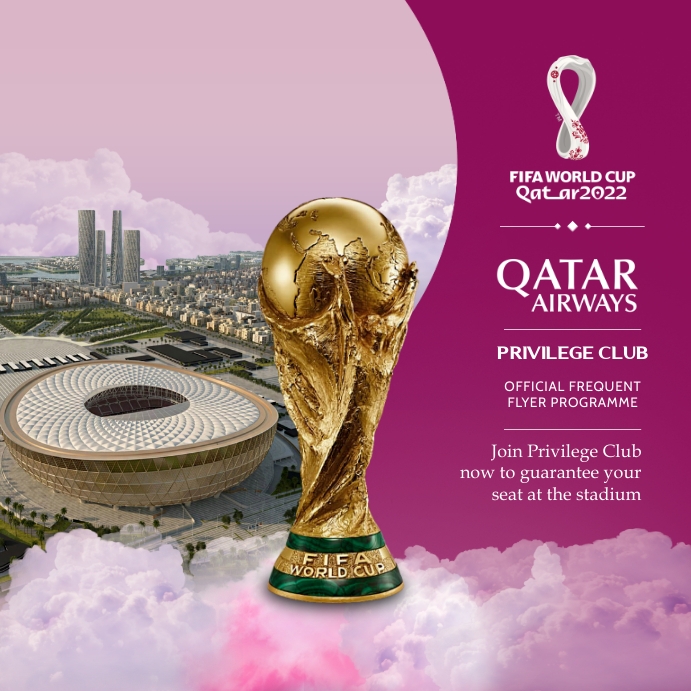 FIFA WORLD CUP
Qatar2022
QATAR
AIRWAYS
PRIVILEGE CLUB
OFFICIAL FREQUENT
FLYER PROGRAMME
Join Privilege Club
now to guarantee your
seat at the stadium
FIFA
WORLD CUP